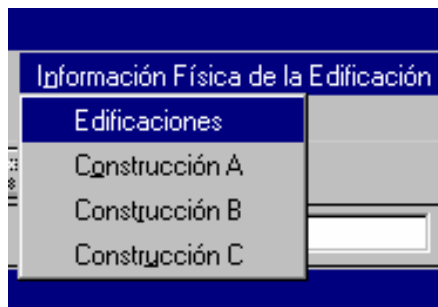 Información Física de la Edificación
Edificaciones
Construcción A
Construcción B
Construcción C